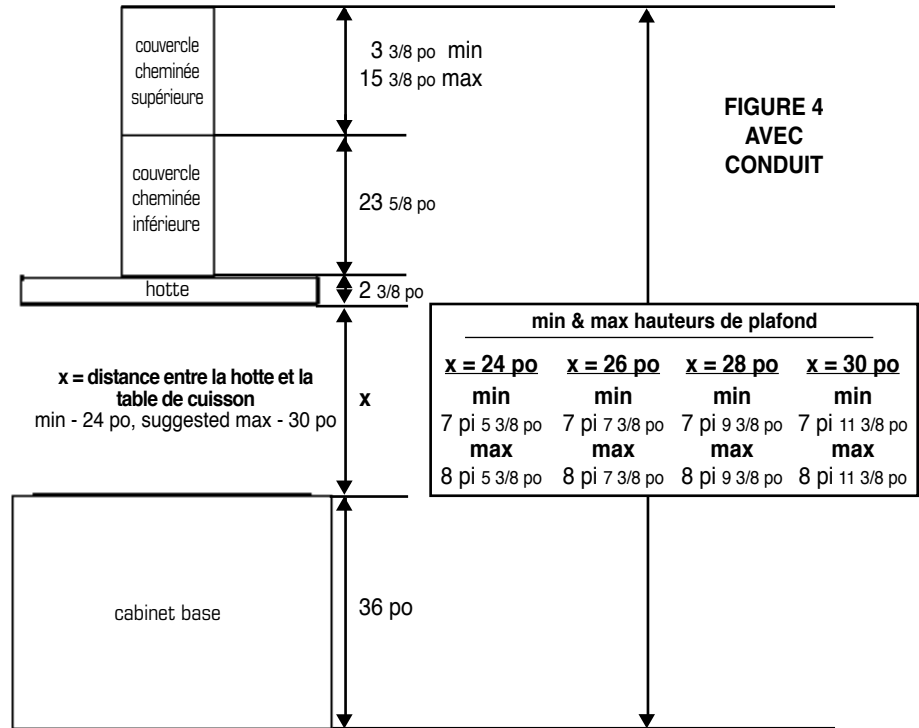 couvercle
cheminée
supérieure
3 3/8 po min
15 3/8 po max
FIGURE 4
AVEC
CONDUIT
couvercle
cheminée
inférieure
23 5/8 po
hotte
2 3/8 po
x = distance entre la hotte et la
table de cuisson
min - 24 po, suggested max - 30 po
x
min & max hauteurs de plafond
x = 24 po x = 26 po x = 28 po x = 30 po
min min min min
7 pi 5 3/8 po 7 pi 7 3/8 po 7 pi 9 3/8 po 7 pi 11 3/8 po
max max max max
8 pi 5 3/8 po 8 pi 7 3/8 po 8 pi 9 3/8 po 8 pi 11 3/8 po
cabinet base
36 po